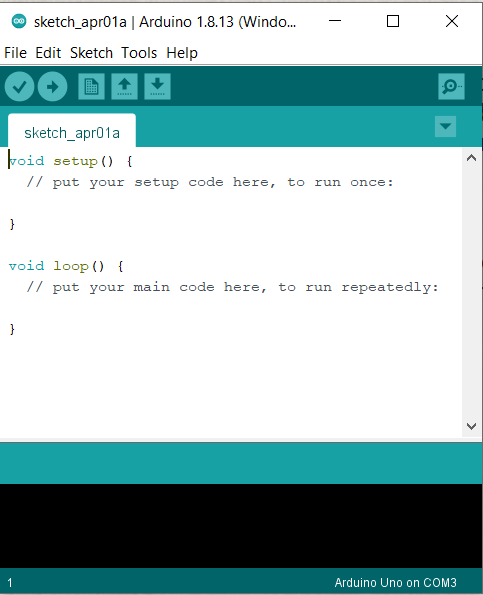 sketch_apr01a | Arduino 1.8.13 (Windo...
File Edit Sketch Tools Help
sketch_apr01a
void setup() {
  // put your setup code here, to run once:
}
void loop() {
  // put your main code here, to run repeatedly:
}
1 Arduino Uno on COM3